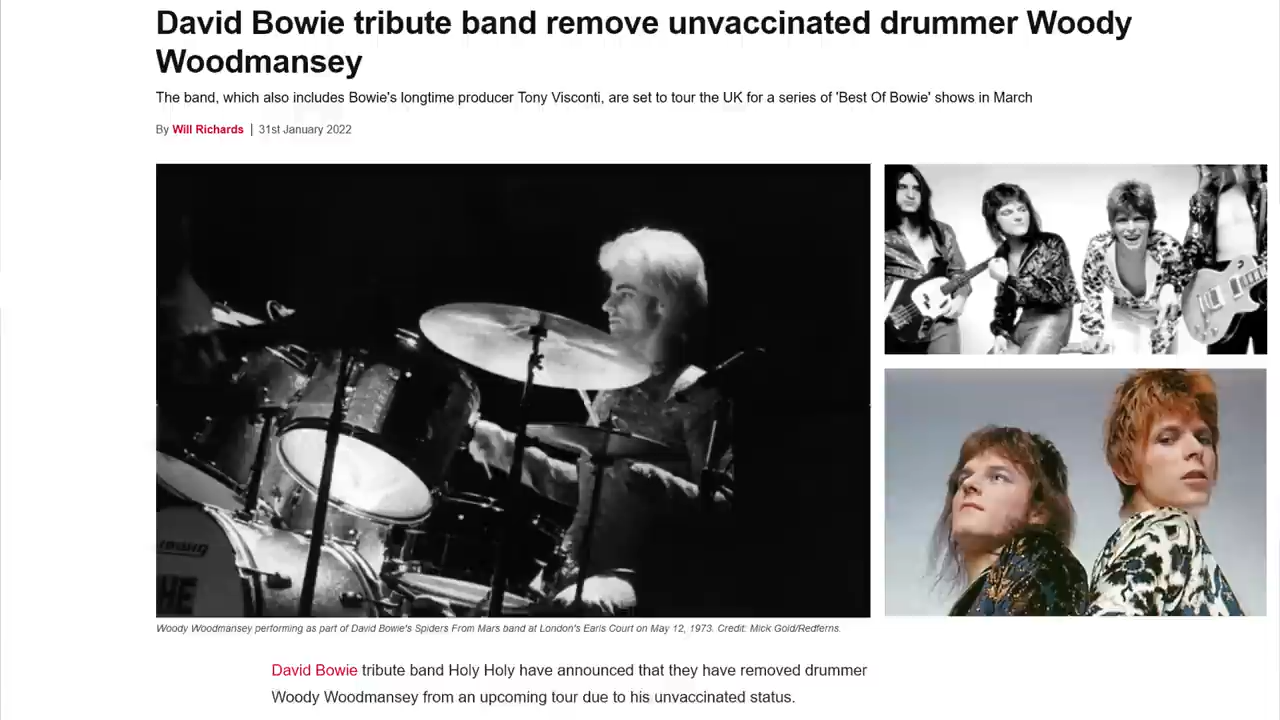 David Bowie tribute band remove unvaccinated drummer Woody
Woodmansey
The band, which also includes Bowie's longtime producer Tony Visconti, are set to tour the UK for a series of 'Best Of Bowie' shows in March
By Will Richards | 31st January 2022
THE
Woody Woodmansey performing as part of David Bowie's Spiders From Mars band at London's Earls Court on May 12, 1973. Credit: Mick Gold/Redferns.
David Bowie tribute band Holy Holy have announced that they have removed drummer
Woody Woodmansey from an upcoming tour due to his unvaccinated status.